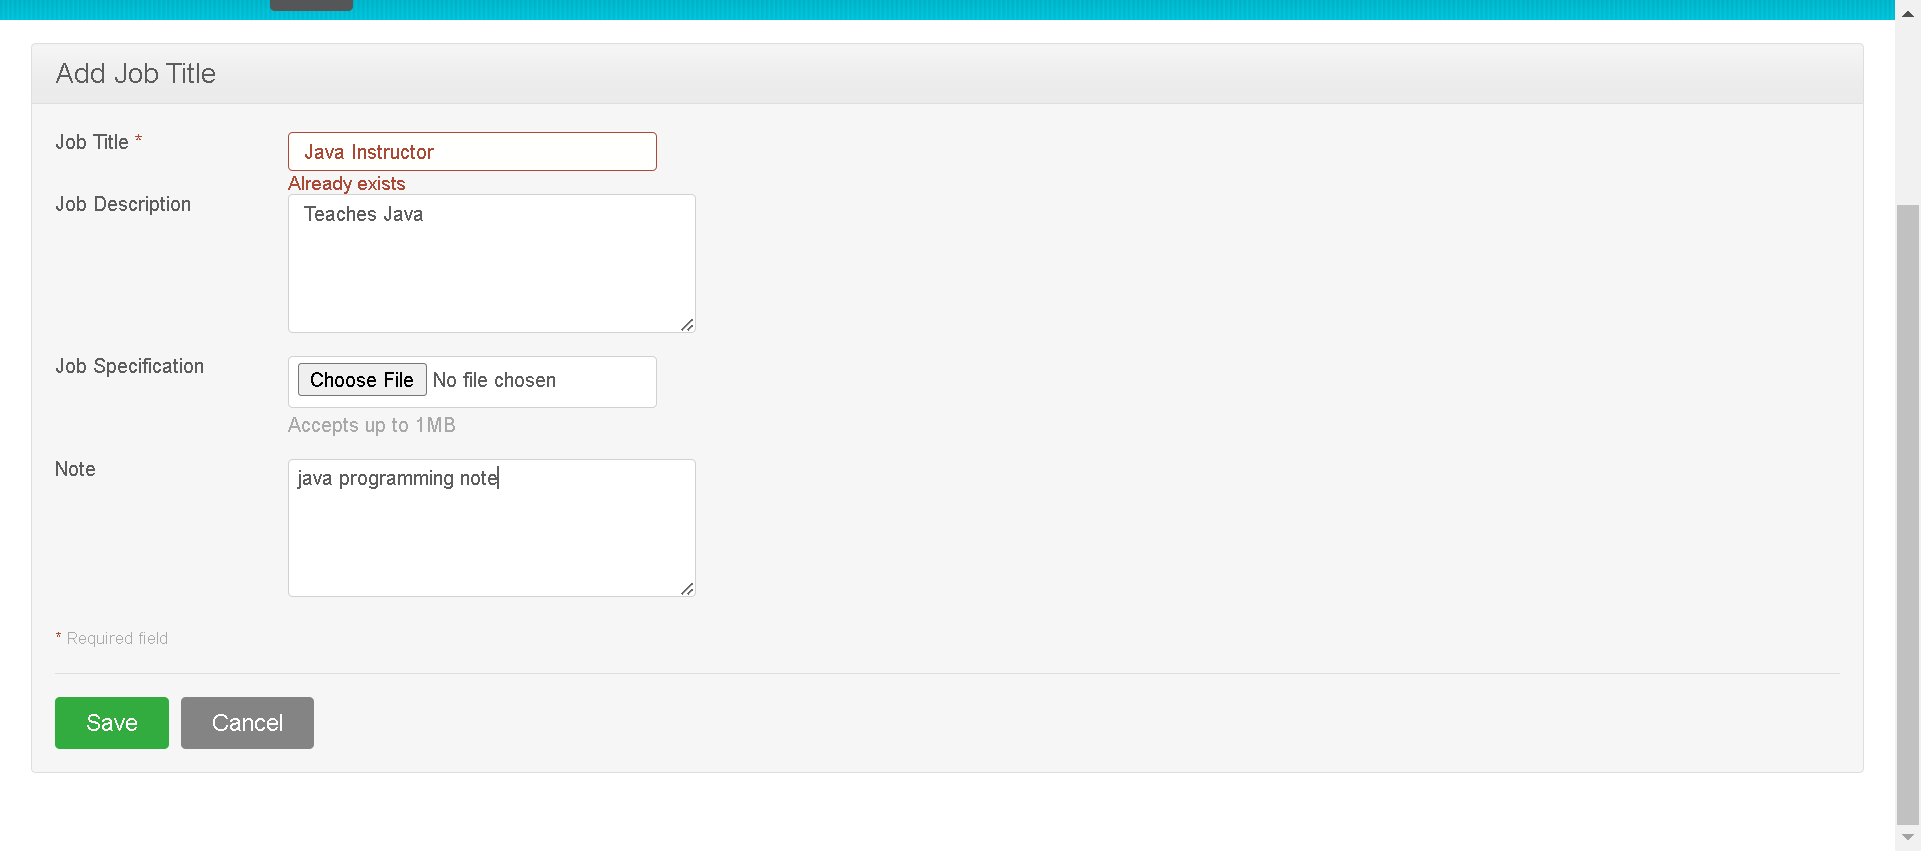 Add Job Title
Job Title *
Java Instructor
Already exists
Job Description
Teaches Java
Job Specification
Choose File No file chosen
Accepts up to 1MB
Note
java programming note
* Required field
Save Cancel